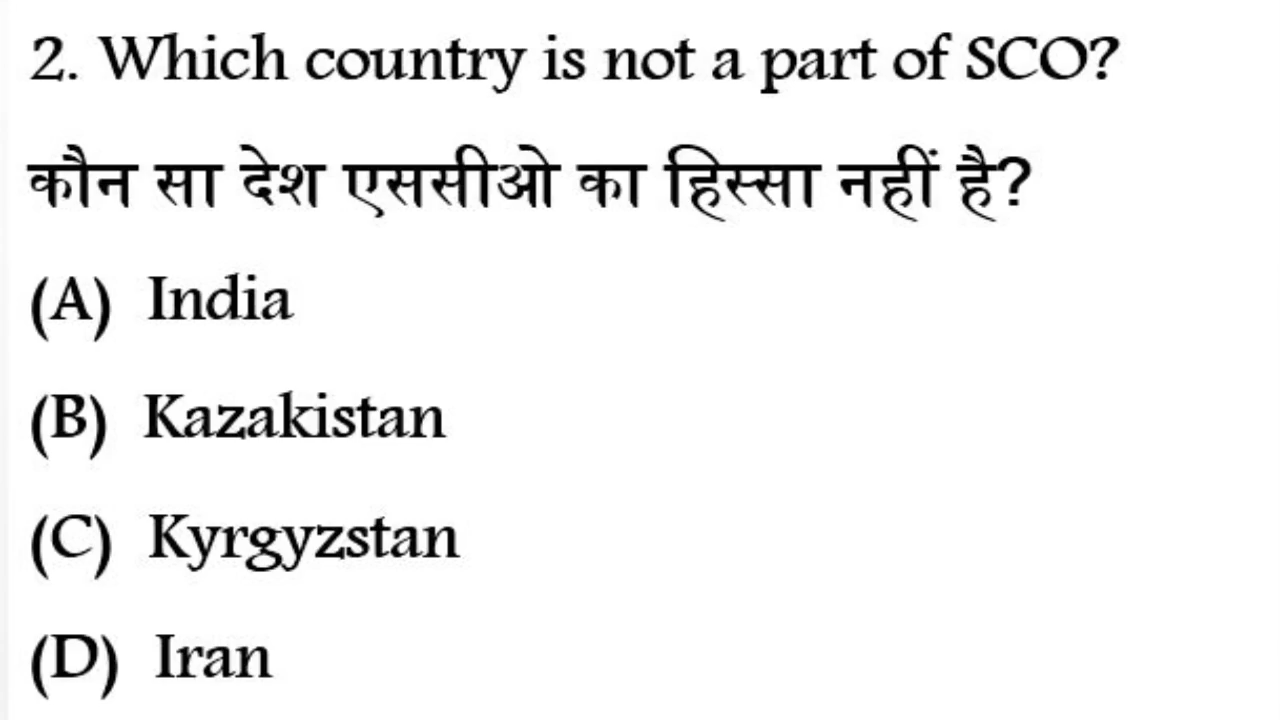 2. Which country is not a part of SCO?
कौन सा देश एससीओ का हिस्सा नहीं है?
(A) India
(B) Kazakistan
(C) Kyrgyzstan
(D) Iran